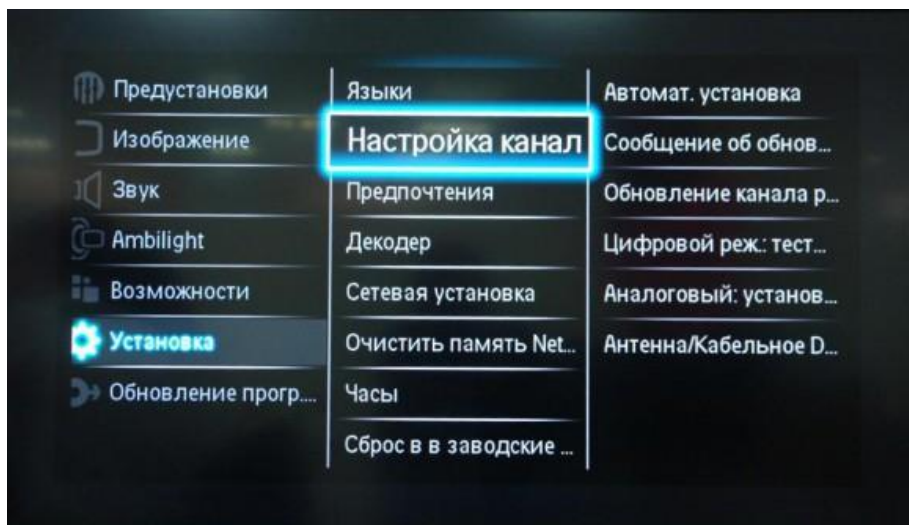 Предустановки
Изображение
Звук
Ambilight
Возможности
Установка
Обновление прогр....
Языки
Настройка канал
Предпочтения
Декодер
Сетевая установка
Очистить память Net...
Часы
Сброс в в заводские ...
Автомат. установка
Сообщение об обнов...
Обновление канала р...
Цифровой реж.: тест...
Аналоговый: установ...
Антенна/Кабельное D...